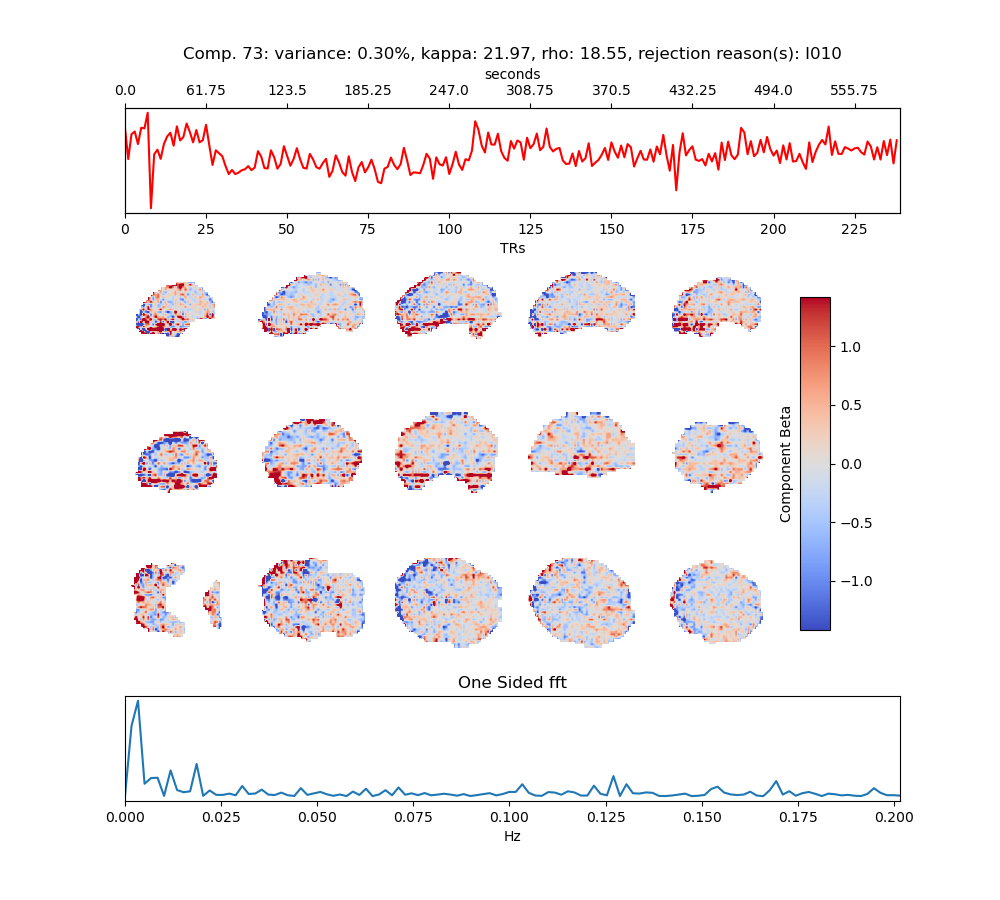 Comp. 73: variance: 0.30%, kappa: 21.97, rho: 18.55, rejection reason(s): I010
seconds
0.0 61.75 123.5 185.25 247.0 308.75 370.5 432.25 494.0 555.75
0 25 50 75 100 125 150 175 200 225
TRs
1.0
0.5
0.0
−0.5
−1.0
Component Beta
One Sided fft
0.000 0.025 0.050 0.075 0.100 0.125 0.150 0.175 0.200
Hz